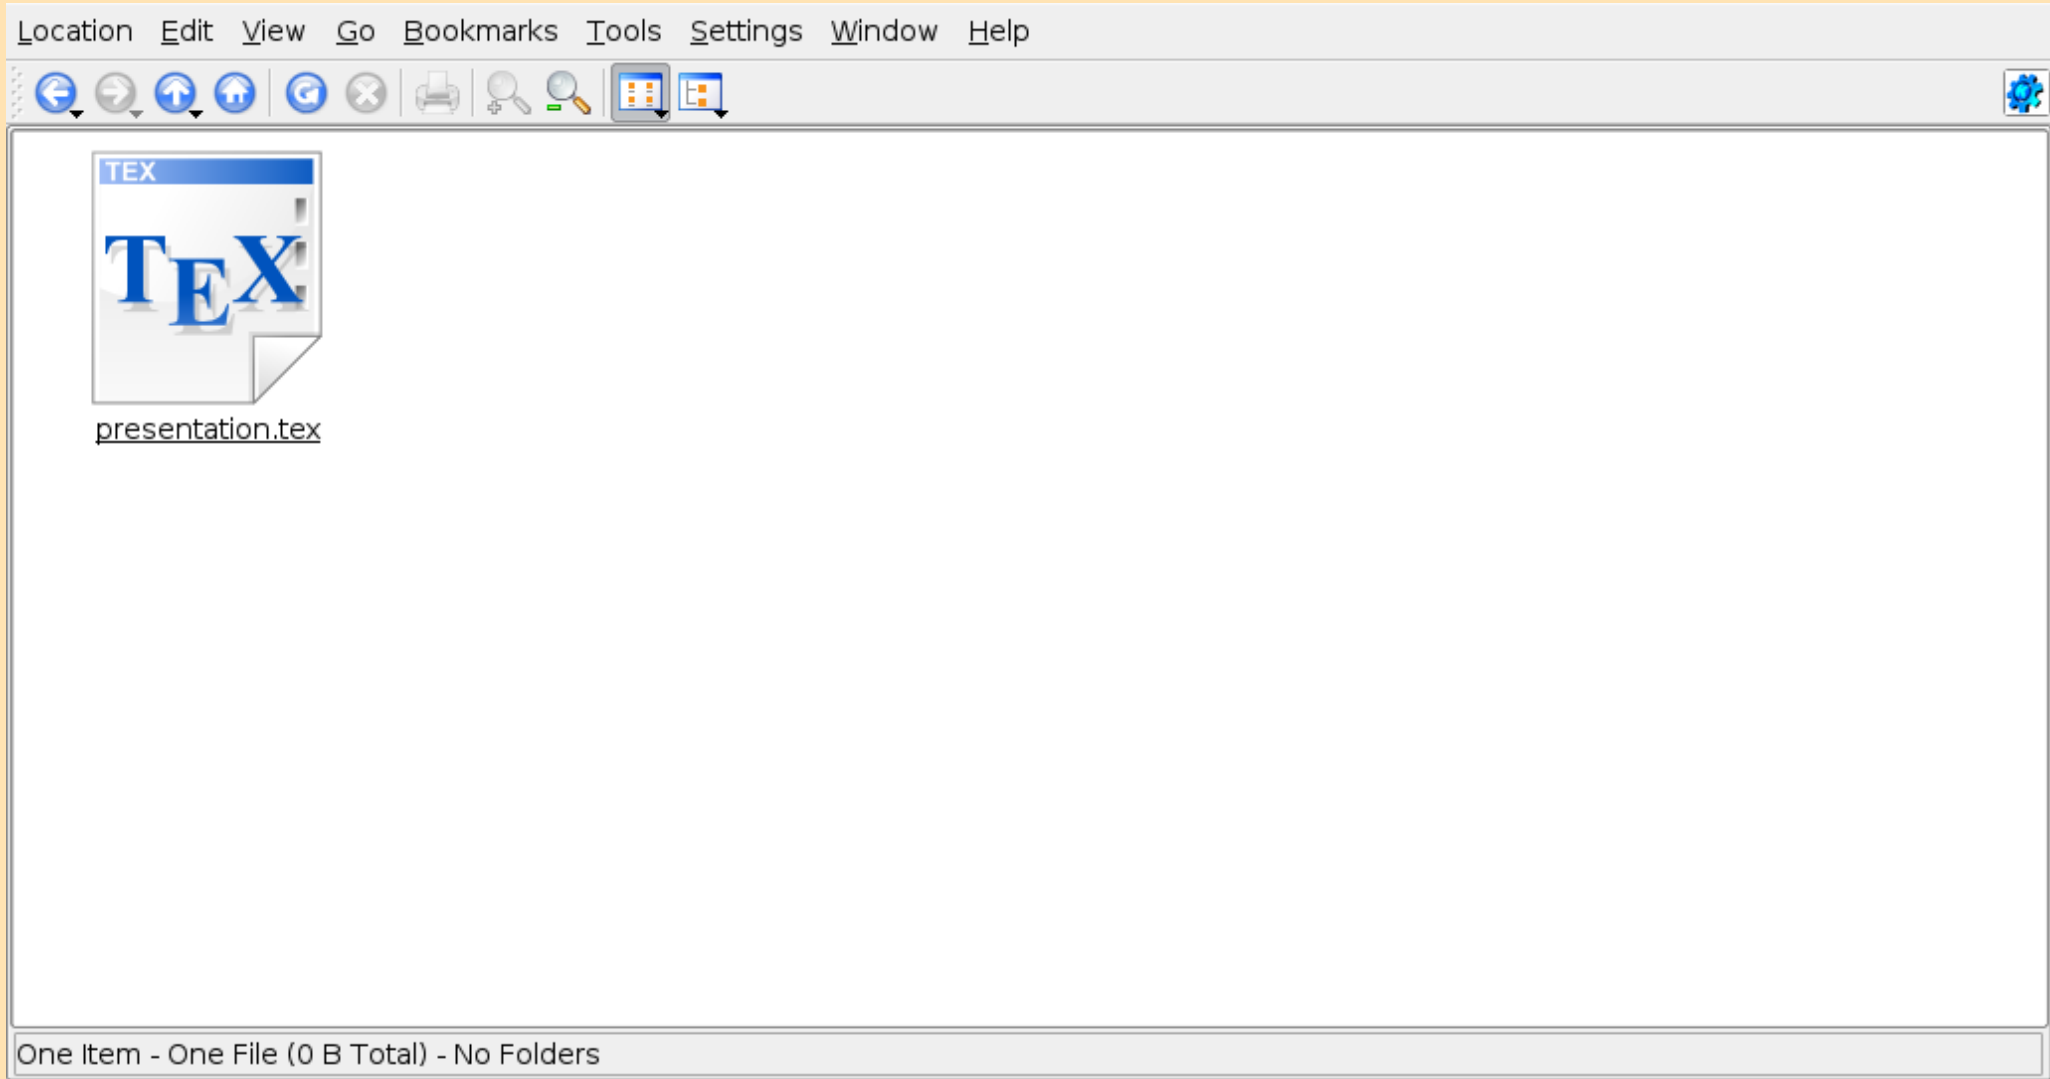 Location Edit View Go Bookmarks Tools Settings Window Help
TEX
TEX
presentation.tex
One Item - One File (0 B Total) - No Folders